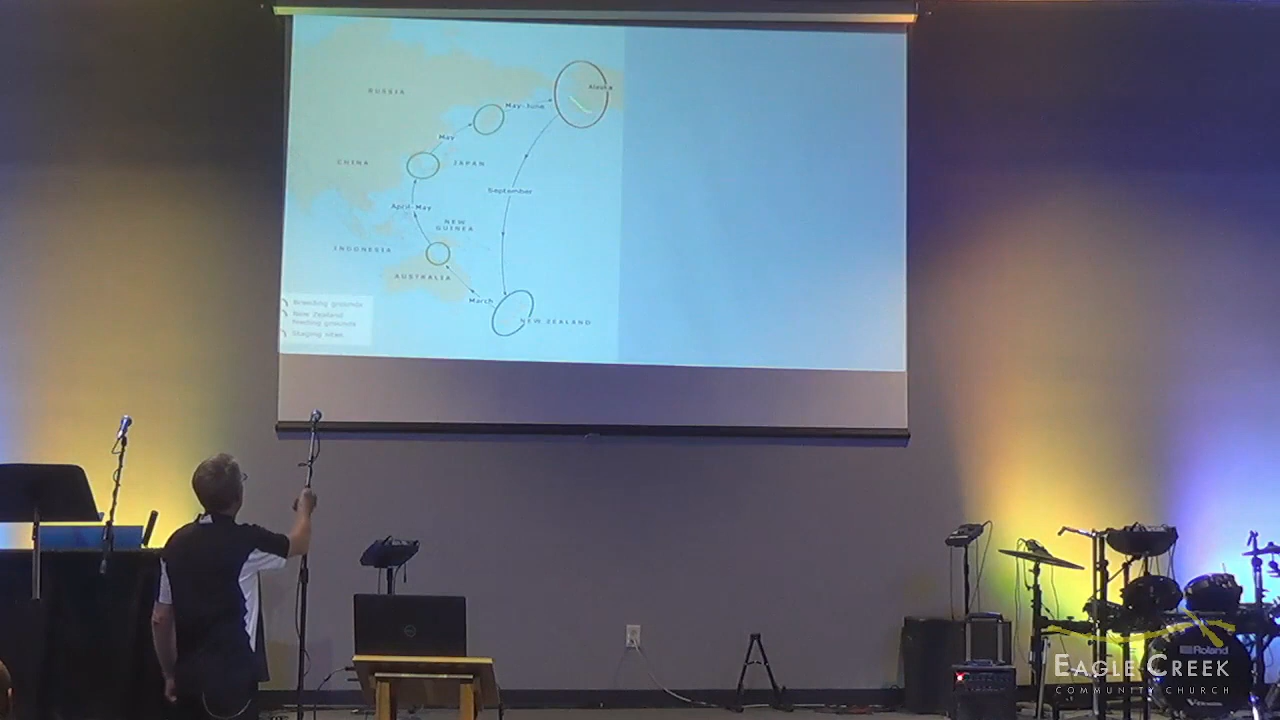 RUSSIA
Alaska
May-June
May
CHINA
JAPAN
September
April-May
NEW
GUINEA
INDONESIA
AUSTRALIA
March
NEW ZEALAND
Breeding grounds
New Zealand
feeding grounds
Staging sites
Roland
V-Drums
EAGLE CREEK
COMMUNITY CHURCH